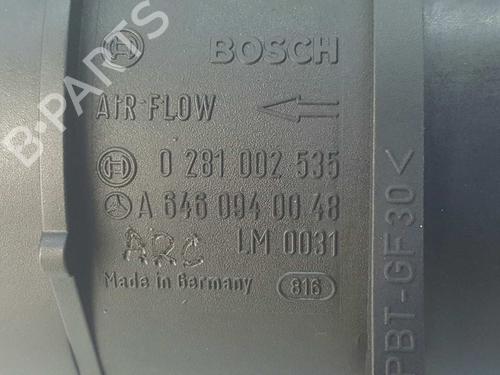 BOSCH
AIR FLOW
0 281 002 535
A 646 094 00 48
ARC LM 0031
Made in Germany 816
PBT-GF30<
B-PARTS